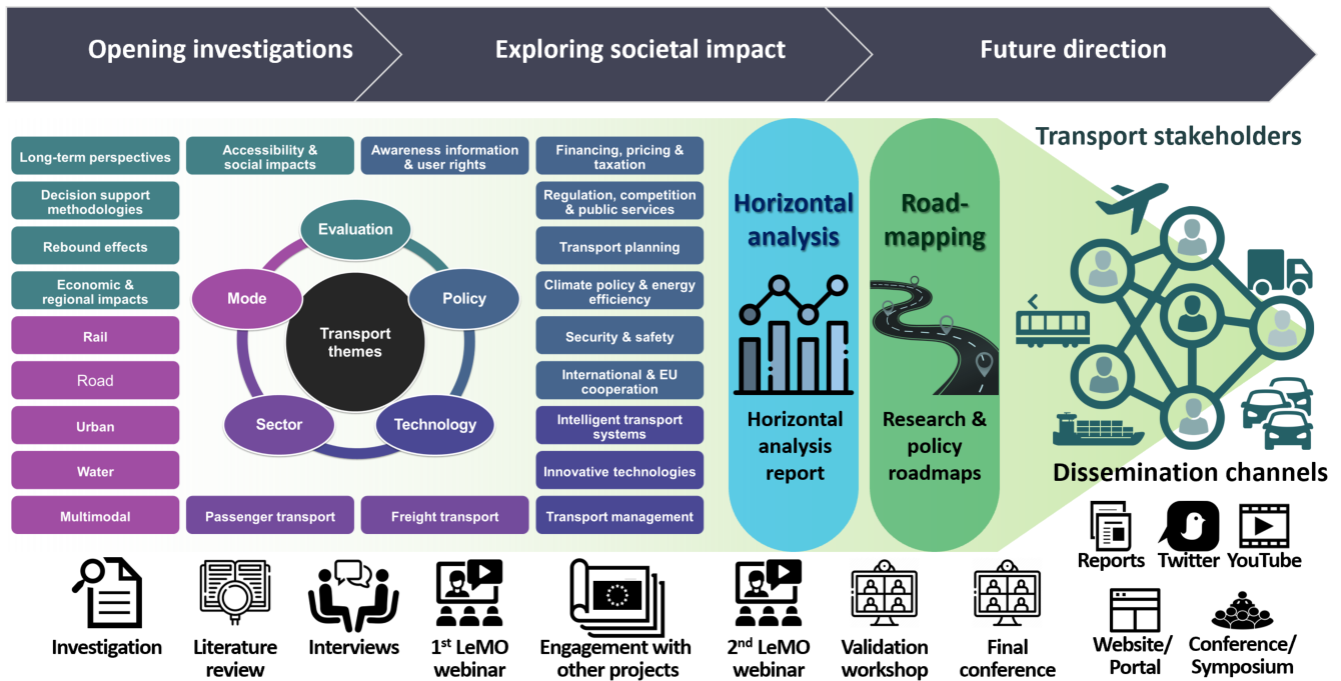 Opening investigations
Exploring societal impact
Future direction
Long-term perspectives
Accessibility &
social impacts
Awareness information
& user rights
Financing, pricing &
taxation
Decision support
methodologies
Regulation, competition
& public services
Rebound effects
Transport planning
Economic &
regional impacts
Climate policy & energy
efficiency
Rail
Security & safety
Road
International & EU
cooperation
Urban
Intelligent transport
systems
Water
Innovative technologies
Multimodal
Passenger transport
Freight transport
Transport management
Evaluation
Mode
Policy
Transport
themes
Sector
Technology
Horizontal
analysis
Horizontal
analysis
report
Road-
mapping
Research &
policy
roadmaps
Transport stakeholders
Dissemination channels
Reports
Twitter
YouTube
Website/
Portal
Conference/
Symposium
Investigation
Literature
review
Interviews
1st LeMO
webinar
Engagement with
other projects
2nd LeMO
webinar
Validation
workshop
Final
conference